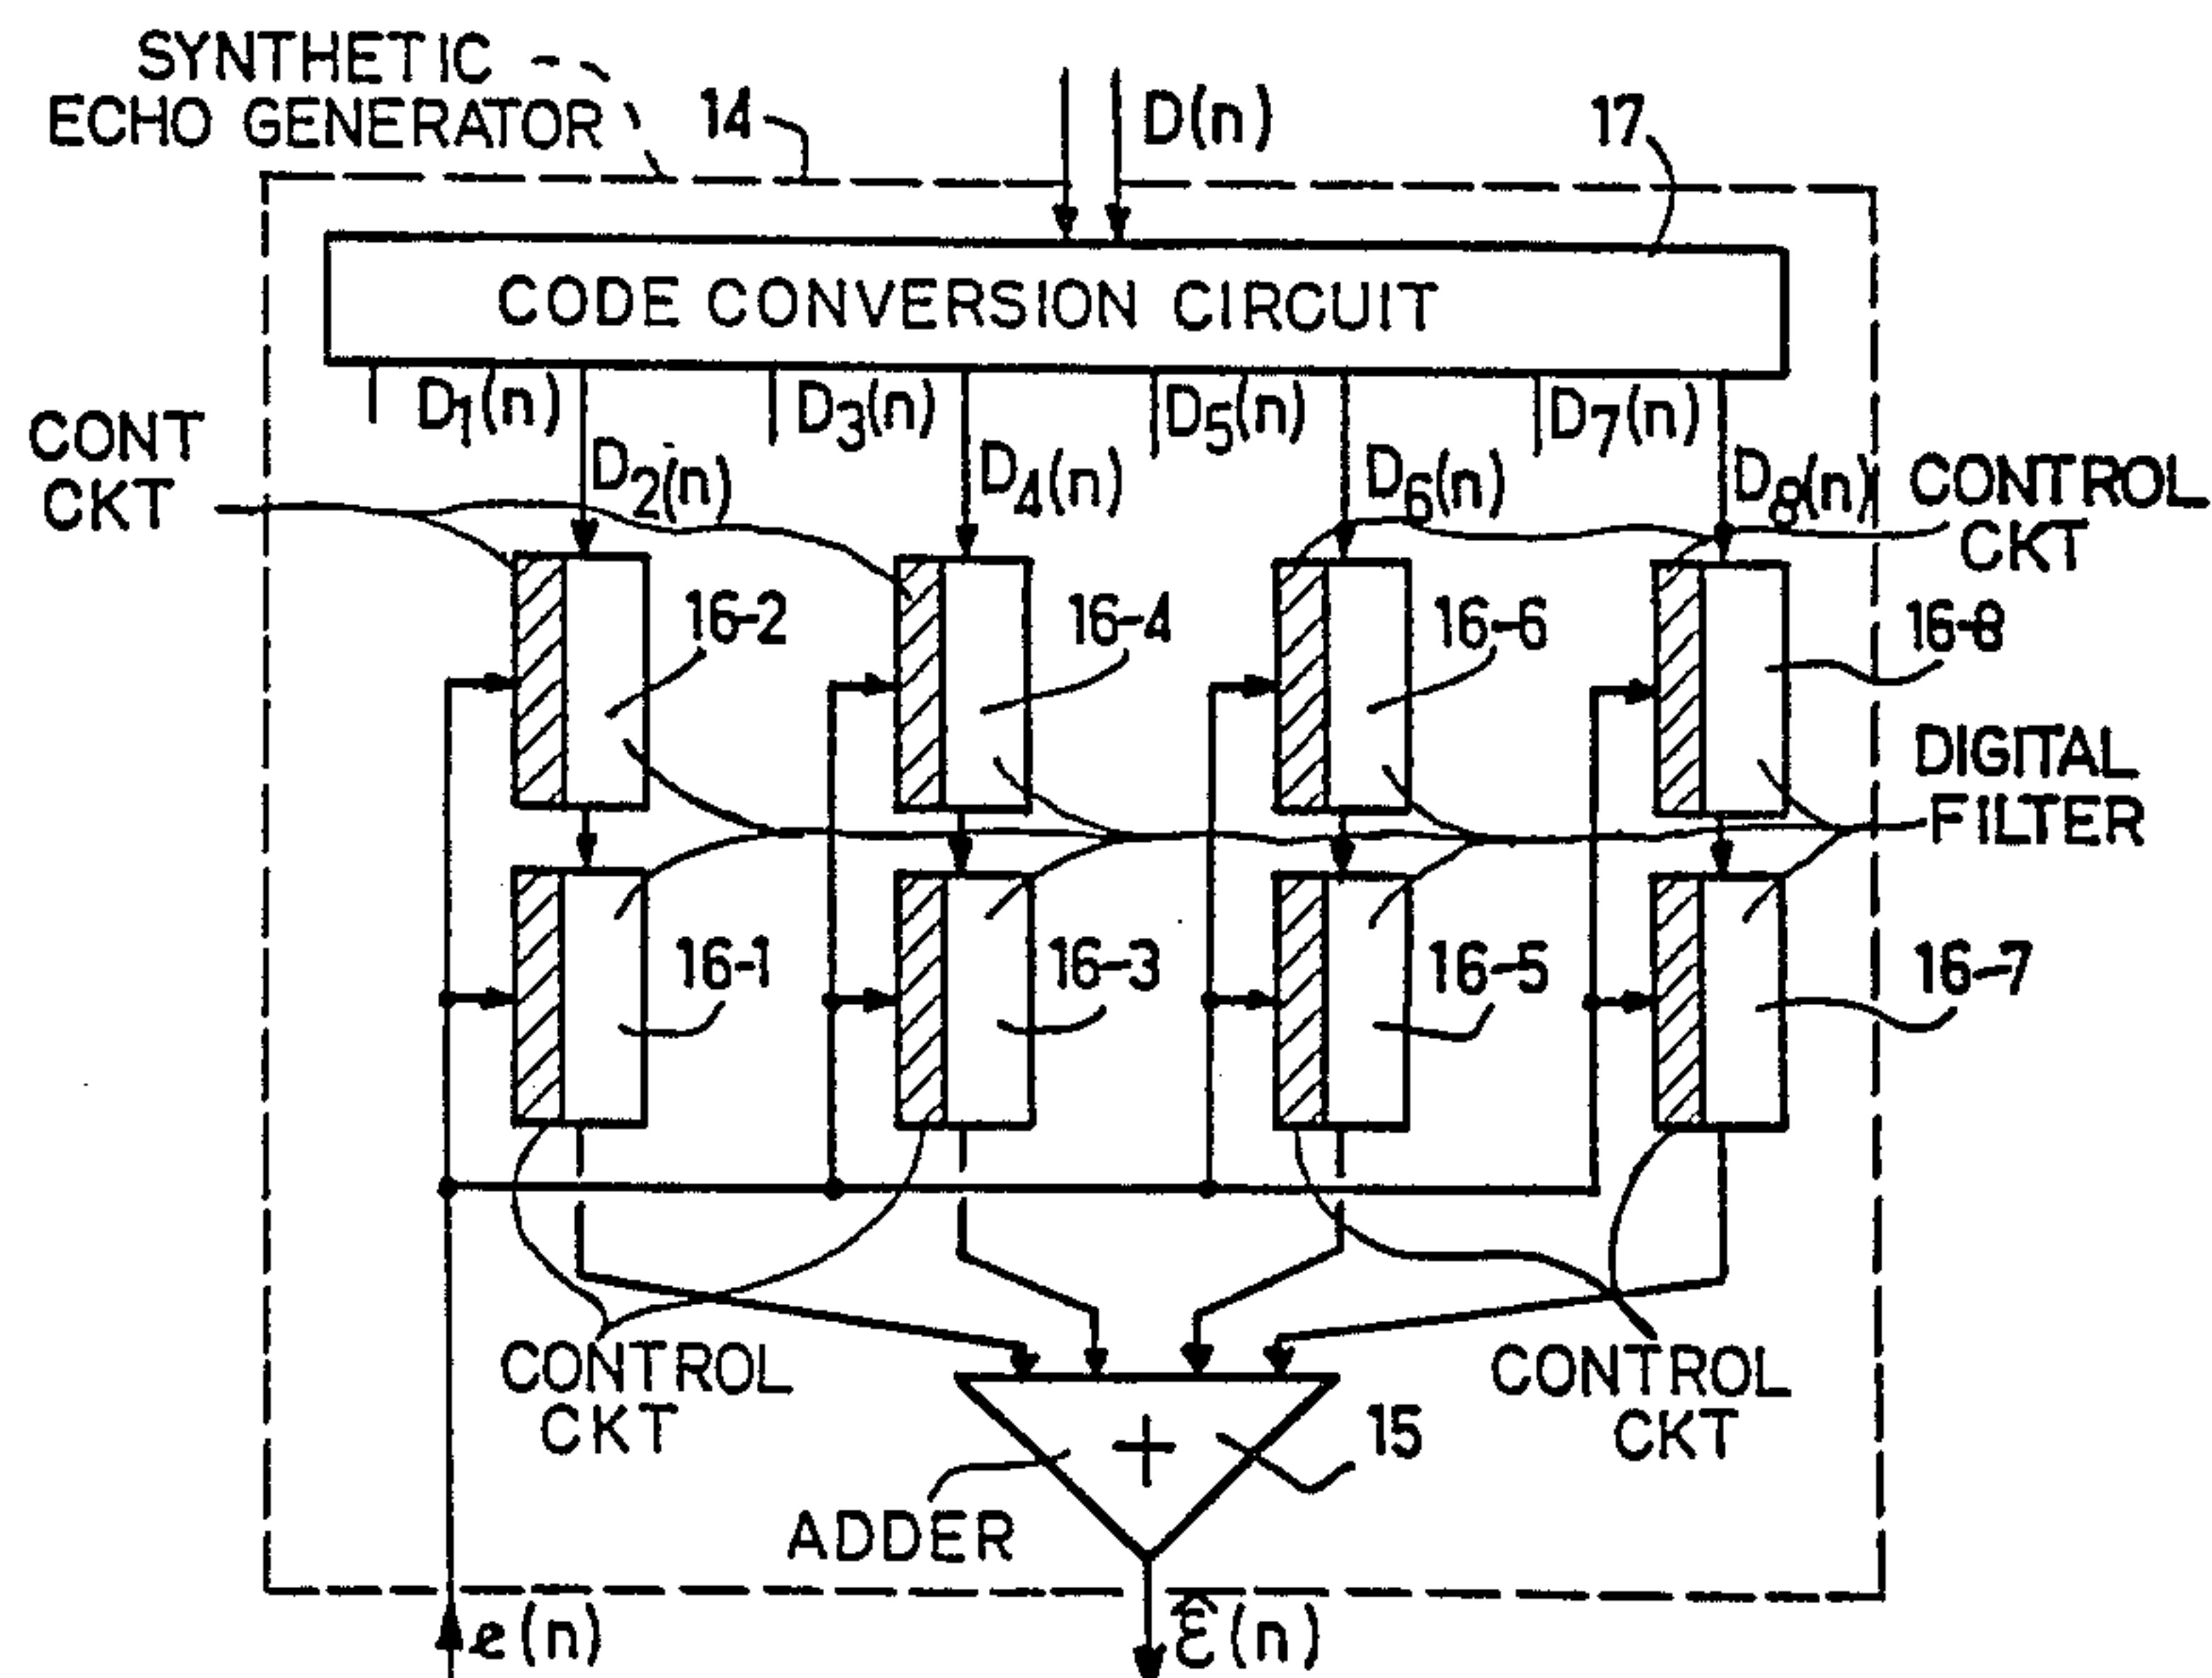 SYNTHETIC
ECHO GENERATOR
14
D(n)
17
CODE CONVERSION CIRCUIT
D1(n)
D3(n)
D5(n)
D7(n)
CONT
CKT
D2(n)
D4(n)
D6(n)
D8(n)
CONTROL
CKT
16-2
16-4
16-6
16-8
DIGITAL
FILTER
16-1
16-3
16-5
16-7
CONTROL
CKT
CONTROL
CKT
+
15
ADDER
e(n)
ε̂(n)